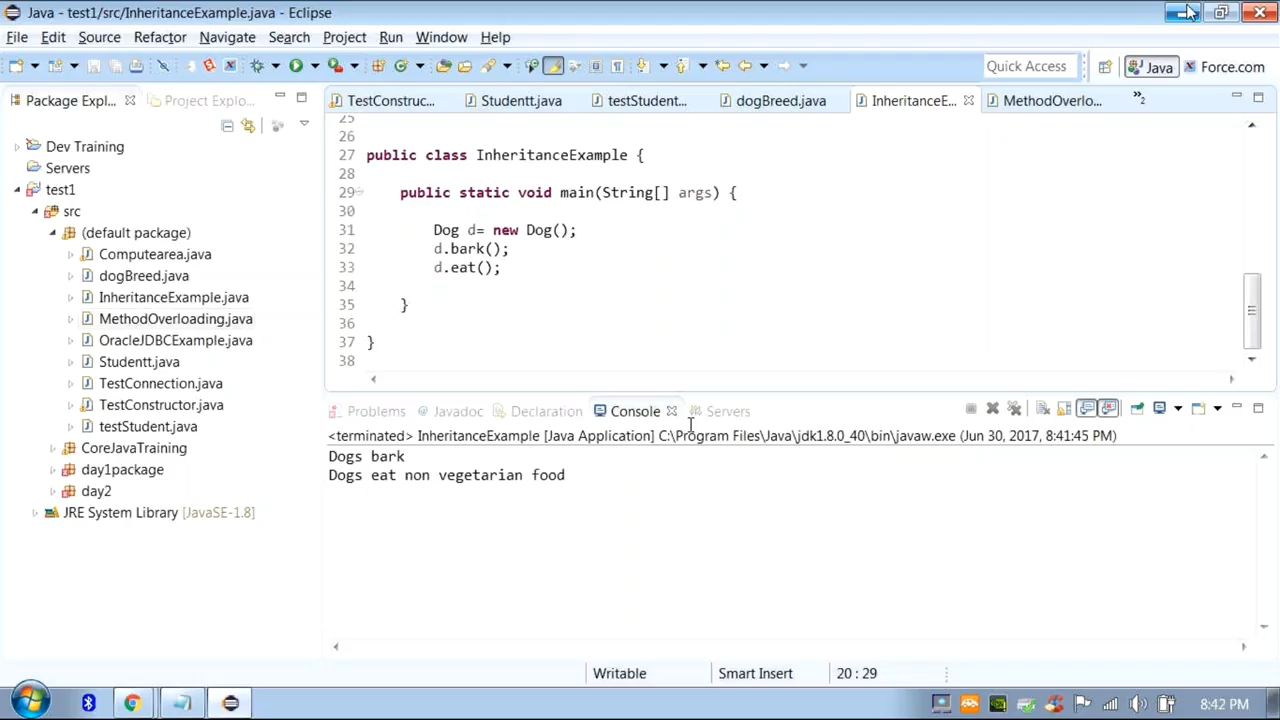 Java - test1/src/InheritanceExample.java - Eclipse
File Edit Source Refactor Navigate Search Project Run Window Help
Quick Access Java Force.com
Package Expl... Project Explo...
TestConstruc... Studentt.java testStudent... dogBreed.java InheritanceE... MethodOverlo... »2
Dev Training
Servers
test1
src
(default package)
Computearea.java
dogBreed.java
InheritanceExample.java
MethodOverloading.java
OracleJDBCExample.java
Studentt.java
TestConnection.java
TestConstructor.java
testStudent.java
CoreJavaTraining
day1package
day2
JRE System Library [JavaSE-1.8]
25
26
27 public class InheritanceExample {
28
29 public static void main(String[] args) {
30
31 Dog d= new Dog();
32 d.bark();
33 d.eat();
34
35 }
36
37 }
38
Problems @ Javadoc Declaration Console Servers
<terminated> InheritanceExample [Java Application] C:\Program Files\Java\jdk1.8.0_40\bin\javaw.exe (Jun 30, 2017, 8:41:45 PM)
Dogs bark
Dogs eat non vegetarian food
Writable Smart Insert 20 : 29
8:42 PM